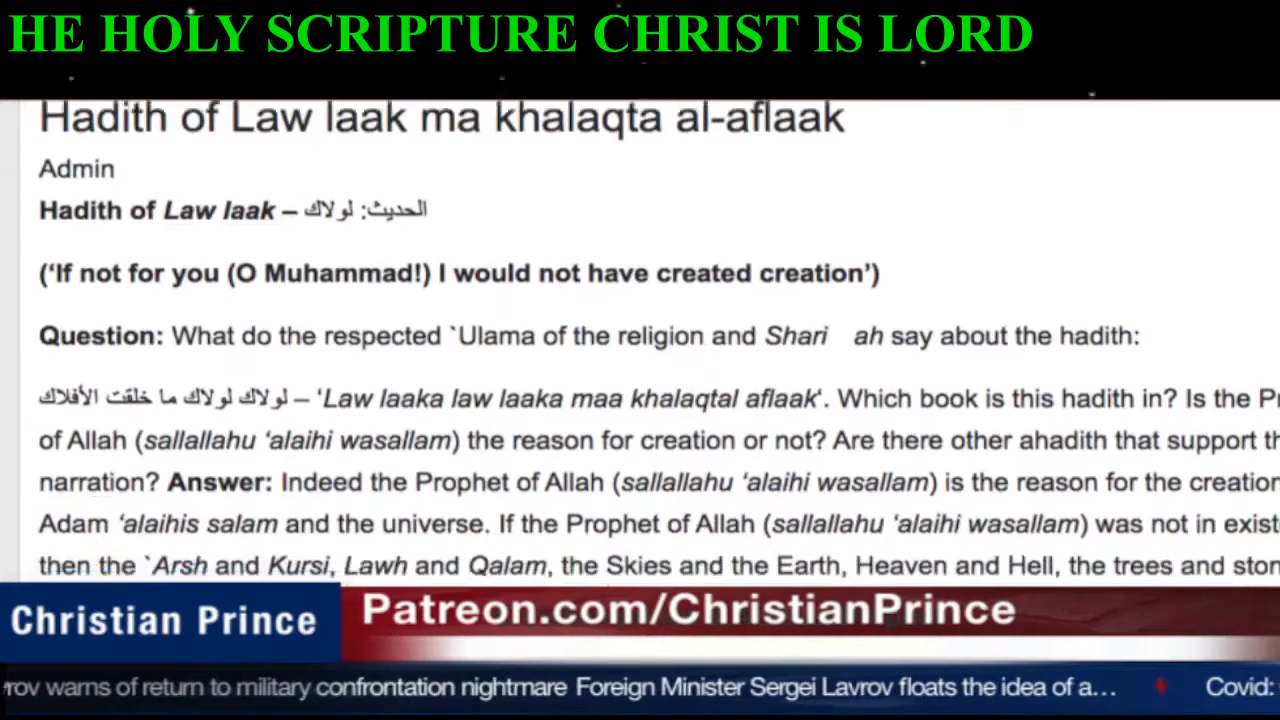 HE HOLY SCRIPTURE CHRIST IS LORD
Hadith of Law laak ma khalaqta al-aflaak
Admin
Hadith of Law laak – الحديث: لولاك
(‘If not for you (O Muhammad!) I would not have created creation’)
Question: What do the respected `Ulama of the religion and Shari ah say about the hadith:
لولاك لولاك ما خلقت الأفلاك – ‘Law laaka law laaka maa khalaqtal aflaak‘. Which book is this hadith in? Is the
of Allah (sallallahu ‘alaihi wasallam) the reason for creation or not? Are there other ahadith that support
narration? Answer: Indeed the Prophet of Allah (sallallahu ‘alaihi wasallam) is the reason for the creation
Adam ‘alaihis salam and the universe. If the Prophet of Allah (sallallahu ‘alaihi wasallam) was not in
then the `Arsh and Kursi, Lawh and Qalam, the Skies and the Earth, Heaven and Hell, the trees and
Christian Prince
Patreon.com/ChristianPrince
rov warns of return to military confrontation nightmare Foreign Minister Sergei Lavrov floats the idea of a... Covid: